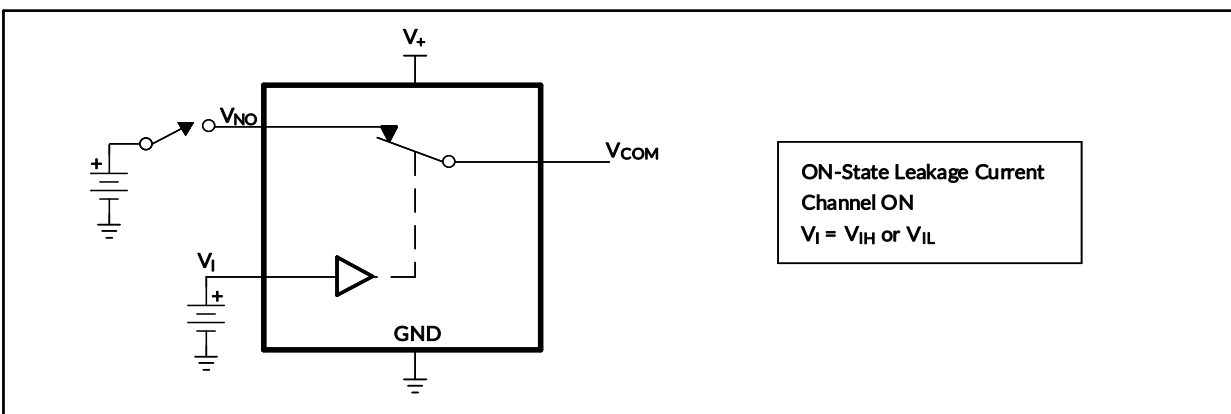 V+
VNO
+
VCOM
VI
+
GND
ON-State Leakage Current
Channel ON
VI = VIH or VIL